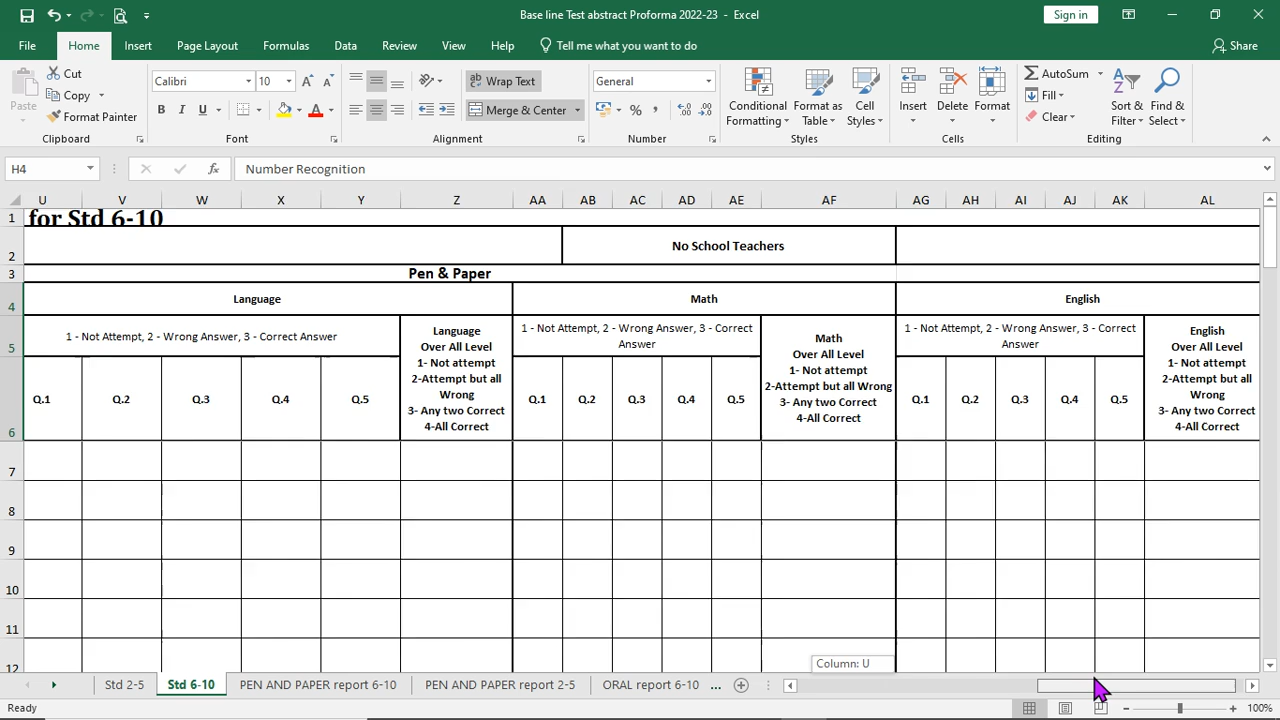 Base line Test abstract Proforma 2022-23 - Excel
Sign in
File Home Insert Page Layout Formulas Data Review View Help Tell me what you want to do Share
Paste Cut Calibri 10 Wrap Text General Conditional Formatting Format as Table Cell Styles Insert Delete Format AutoSum Sort & Filter Find & Select
Copy B I U Merge & Center % Fill
Format Painter Clear
Clipboard Font Alignment Number Styles Cells Editing
H4 fx Number Recognition
U V W X Y Z AA AB AC AD AE AF AG AH AI AJ AK AL
1 for Std 6-10
2 No School Teachers
3 Pen & Paper
4 Language Math English
5 1 - Not Attempt, 2 - Wrong Answer, 3 - Correct Answer
Language
Over All Level
1- Not attempt
2-Attempt but all
Wrong
3- Any two Correct
4-All Correct
1 - Not Attempt, 2 - Wrong Answer, 3 - Correct
Answer
Math
Over All Level
1- Not attempt
2-Attempt but all Wrong
3- Any two Correct
4-All Correct
1 - Not Attempt, 2 - Wrong Answer, 3 - Correct
Answer
English
Over All Level
1- Not attempt
2-Attempt but all
Wrong
3- Any two Correct
4-All Correct
6 Q.1 Q.2 Q.3 Q.4 Q.5 Q.1 Q.2 Q.3 Q.4 Q.5 Q.1 Q.2 Q.3 Q.4 Q.5
7
8
9
10
11
12
Column: U
Std 2-5 Std 6-10 PEN AND PAPER report 6-10 PEN AND PAPER report 2-5 ORAL report 6-10 ...
Ready 100%